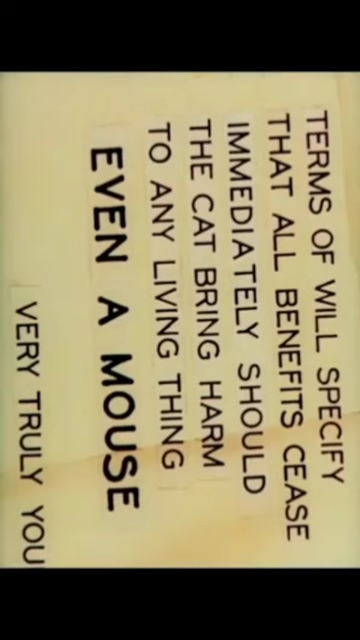 TERMS OF WILL SPECIFY
THAT ALL BENEFITS CEASE
IMMEDIATELY SHOULD
THE CAT BRING HARM
TO ANY LIVING THING
EVEN A MOUSE
VERY TRULY YOU